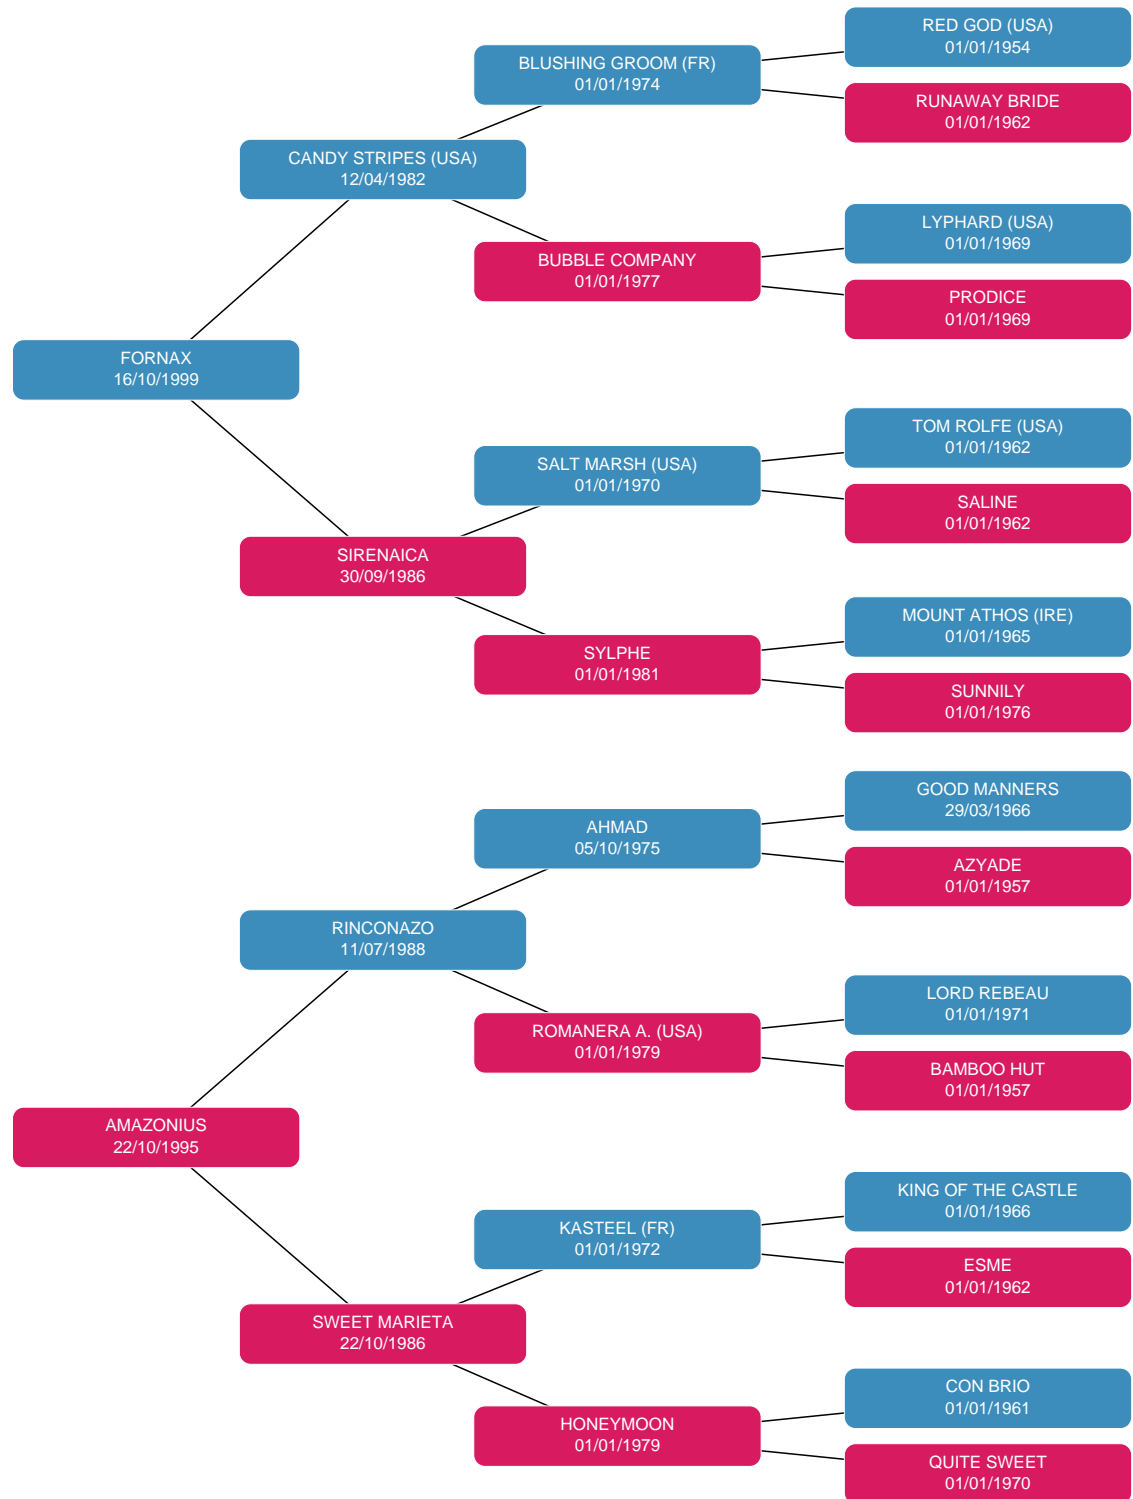 RED GOD (USA)
01/01/1954
BLUSHING GROOM (FR)
01/01/1974
RUNAWAY BRIDE
01/01/1962
CANDY STRIPES (USA)
12/04/1982
LYPHARD (USA)
01/01/1969
BUBBLE COMPANY
01/01/1977
PRODICE
01/01/1969
FORNAX
16/10/1999
TOM ROLFE (USA)
01/01/1962
SALT MARSH (USA)
01/01/1970
SALINE
01/01/1962
SIRENAICA
30/09/1986
MOUNT ATHOS (IRE)
01/01/1965
SYLPHE
01/01/1981
SUNNILY
01/01/1976
GOOD MANNERS
29/03/1966
AHMAD
05/10/1975
AZYADE
01/01/1957
RINCONAZO
11/07/1988
LORD REBEAU
01/01/1971
ROMANERA A. (USA)
01/01/1979
BAMBOO HUT
01/01/1957
AMAZONIUS
22/10/1995
KING OF THE CASTLE
01/01/1966
KASTEEL (FR)
01/01/1972
ESME
01/01/1962
SWEET MARIETA
22/10/1986
CON BRIO
01/01/1961
HONEYMOON
01/01/1979
QUITE SWEET
01/01/1970